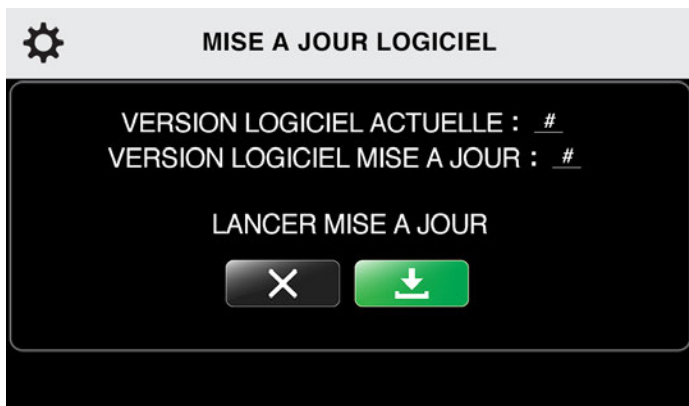 MISE A JOUR LOGICIEL
VERSION LOGICIEL ACTUELLE : #
VERSION LOGICIEL MISE A JOUR : #
LANCER MISE A JOUR